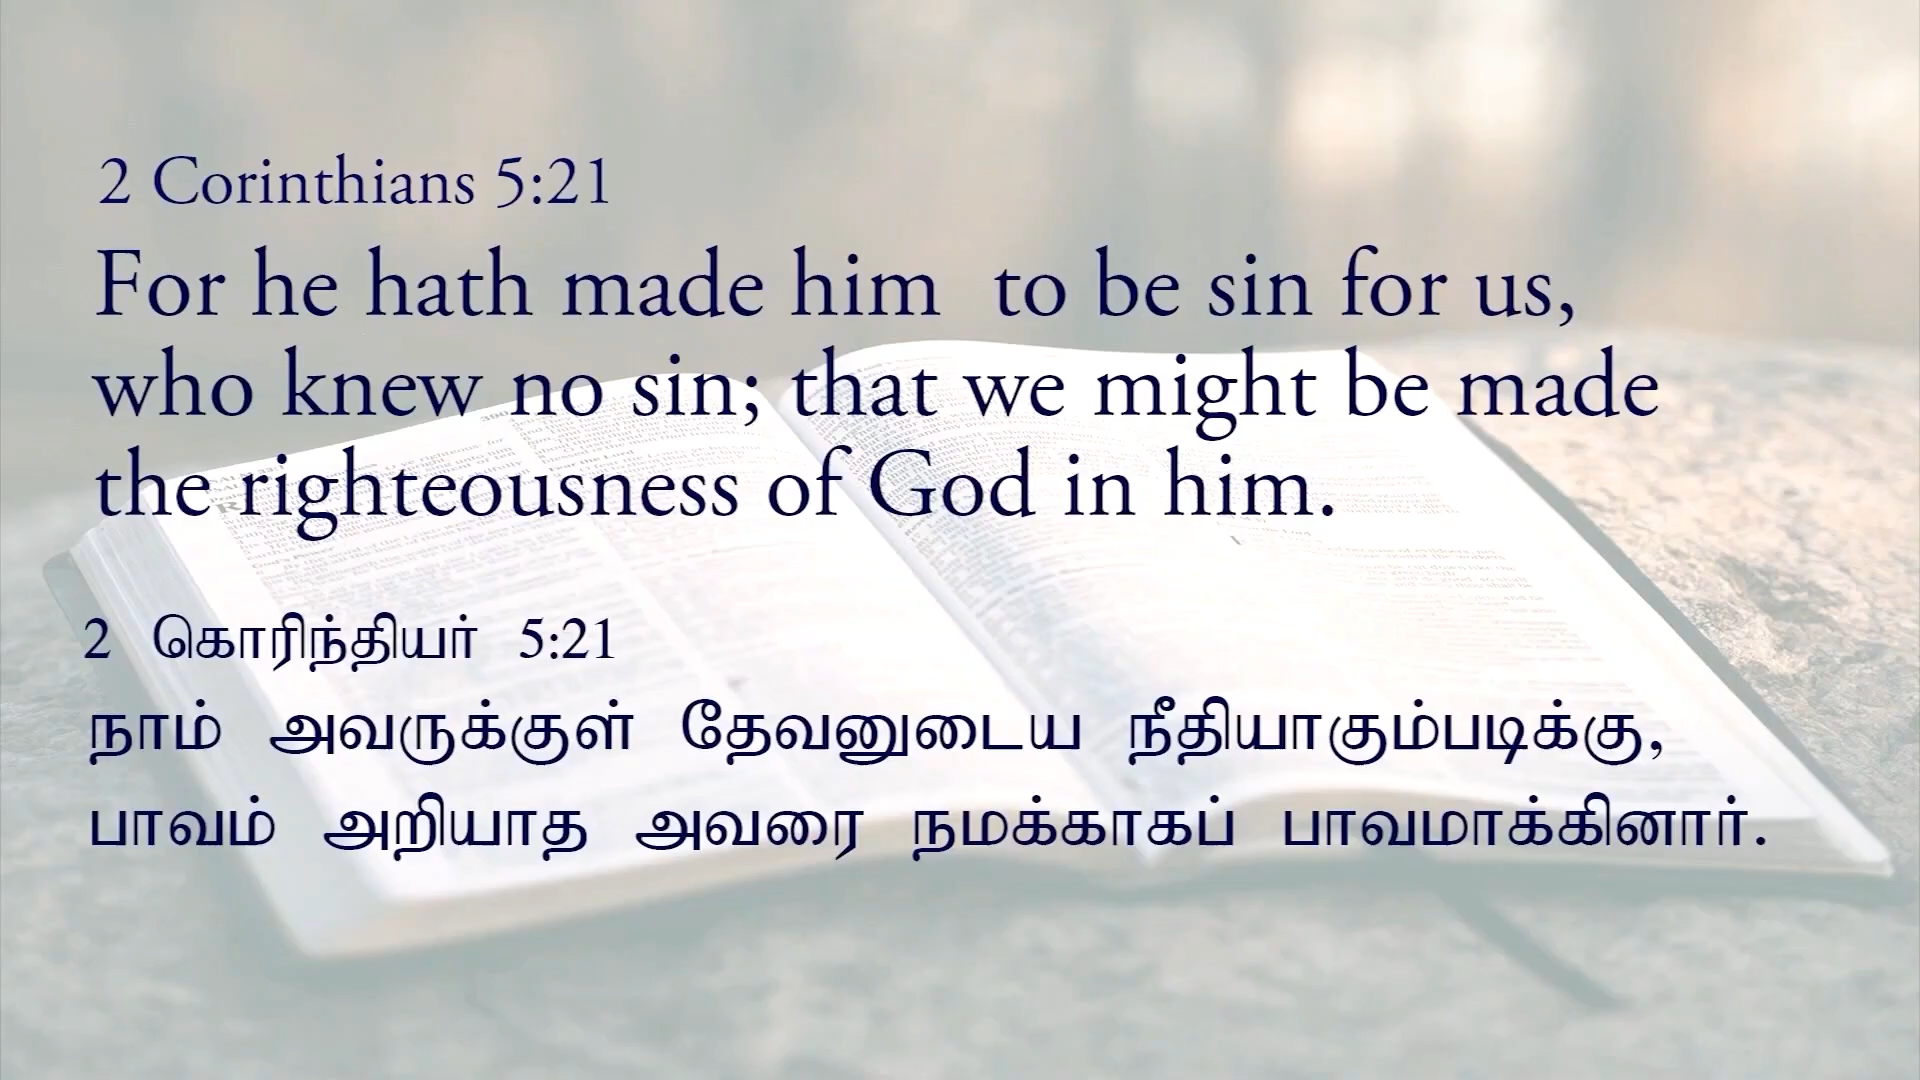 2 Corinthians 5:21
For he hath made him to be sin for us,
who knew no sin; that we might be made
the righteousness of God in him.
2 கொரிந்தியர் 5:21
நாம் அவருக்குள் தேவனுடைய நீதியாகும்படிக்கு,
பாவம் அறியாத அவரை நமக்காகப் பாவமாக்கினார்.